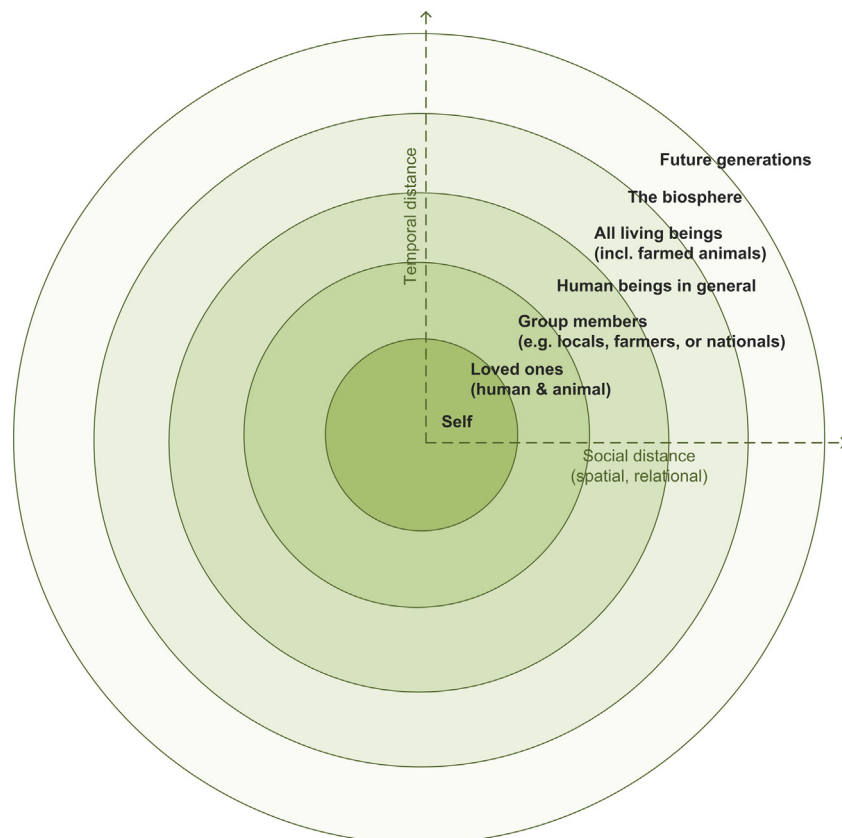 Future generations
The biosphere
All living beings
(incl. farmed animals)
Human beings in general
Group members
(e.g. locals, farmers, or nationals)
Loved ones
(human & animal)
Self
Temporal distance
Social distance
(spatial, relational)